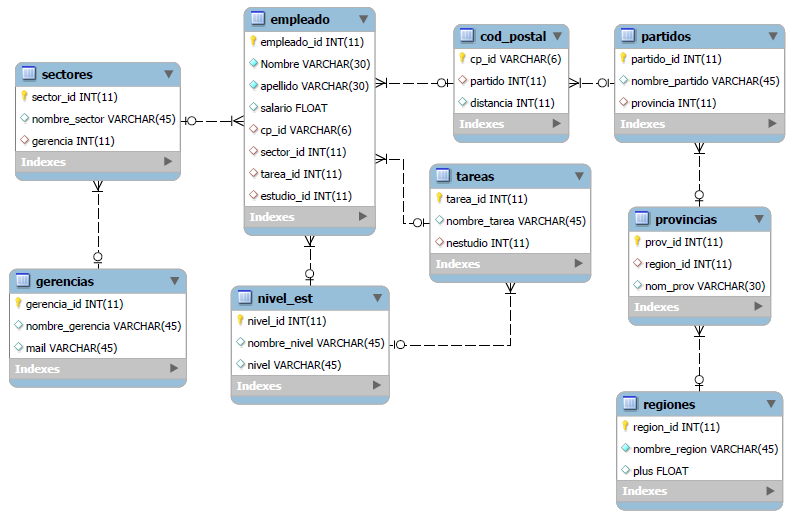 empleado
empleado_id INT(11)
Nombre VARCHAR(30)
apellido VARCHAR(30)
salario FLOAT
cp_id VARCHAR(6)
sector_id INT(11)
tarea_id INT(11)
estudio_id INT(11)
Indexes
cod_postal
cp_id VARCHAR(6)
partido INT(11)
distancia INT(11)
Indexes
partidos
partido_id INT(11)
nombre_partido VARCHAR(45)
provincia INT(11)
Indexes
sectores
sector_id INT(11)
nombre_sector VARCHAR(45)
gerencia INT(11)
Indexes
tareas
tarea_id INT(11)
nombre_tarea VARCHAR(45)
nestudio INT(11)
Indexes
provincias
prov_id INT(11)
region_id INT(11)
nom_prov VARCHAR(30)
Indexes
gerencias
gerencia_id INT(11)
nombre_gerencia VARCHAR(45)
mail VARCHAR(45)
Indexes
nivel_est
nivel_id INT(11)
nombre_nivel VARCHAR(45)
nivel VARCHAR(45)
Indexes
regiones
region_id INT(11)
nombre_region VARCHAR(45)
plus FLOAT
Indexes